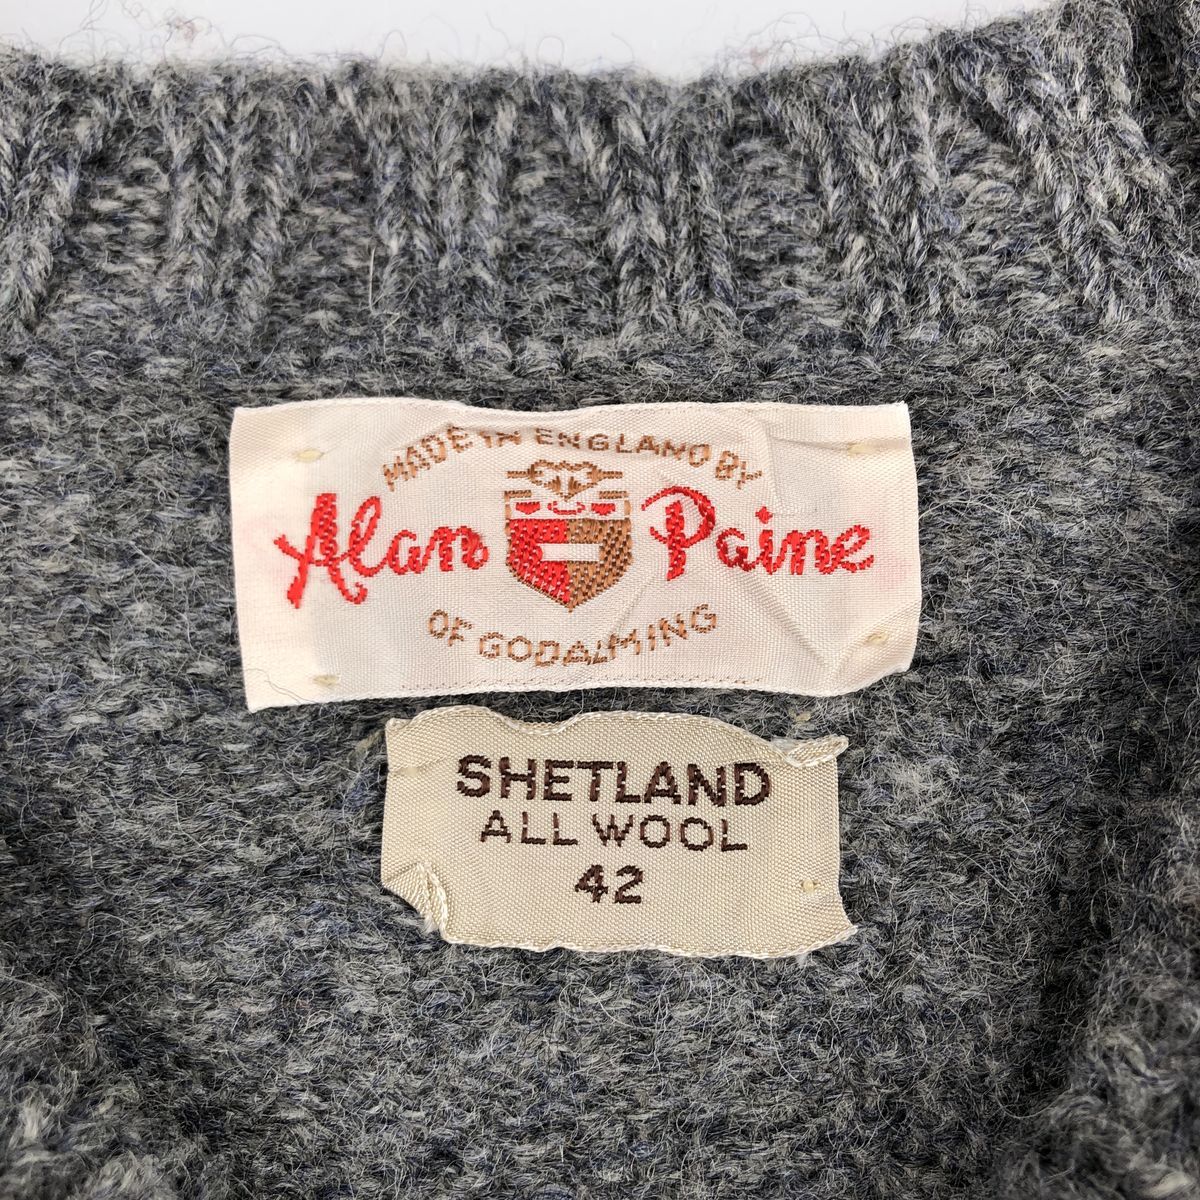 MADE IN ENGLAND BY
Alan Paine
OF GODALMING
SHETLAND
ALL WOOL
42